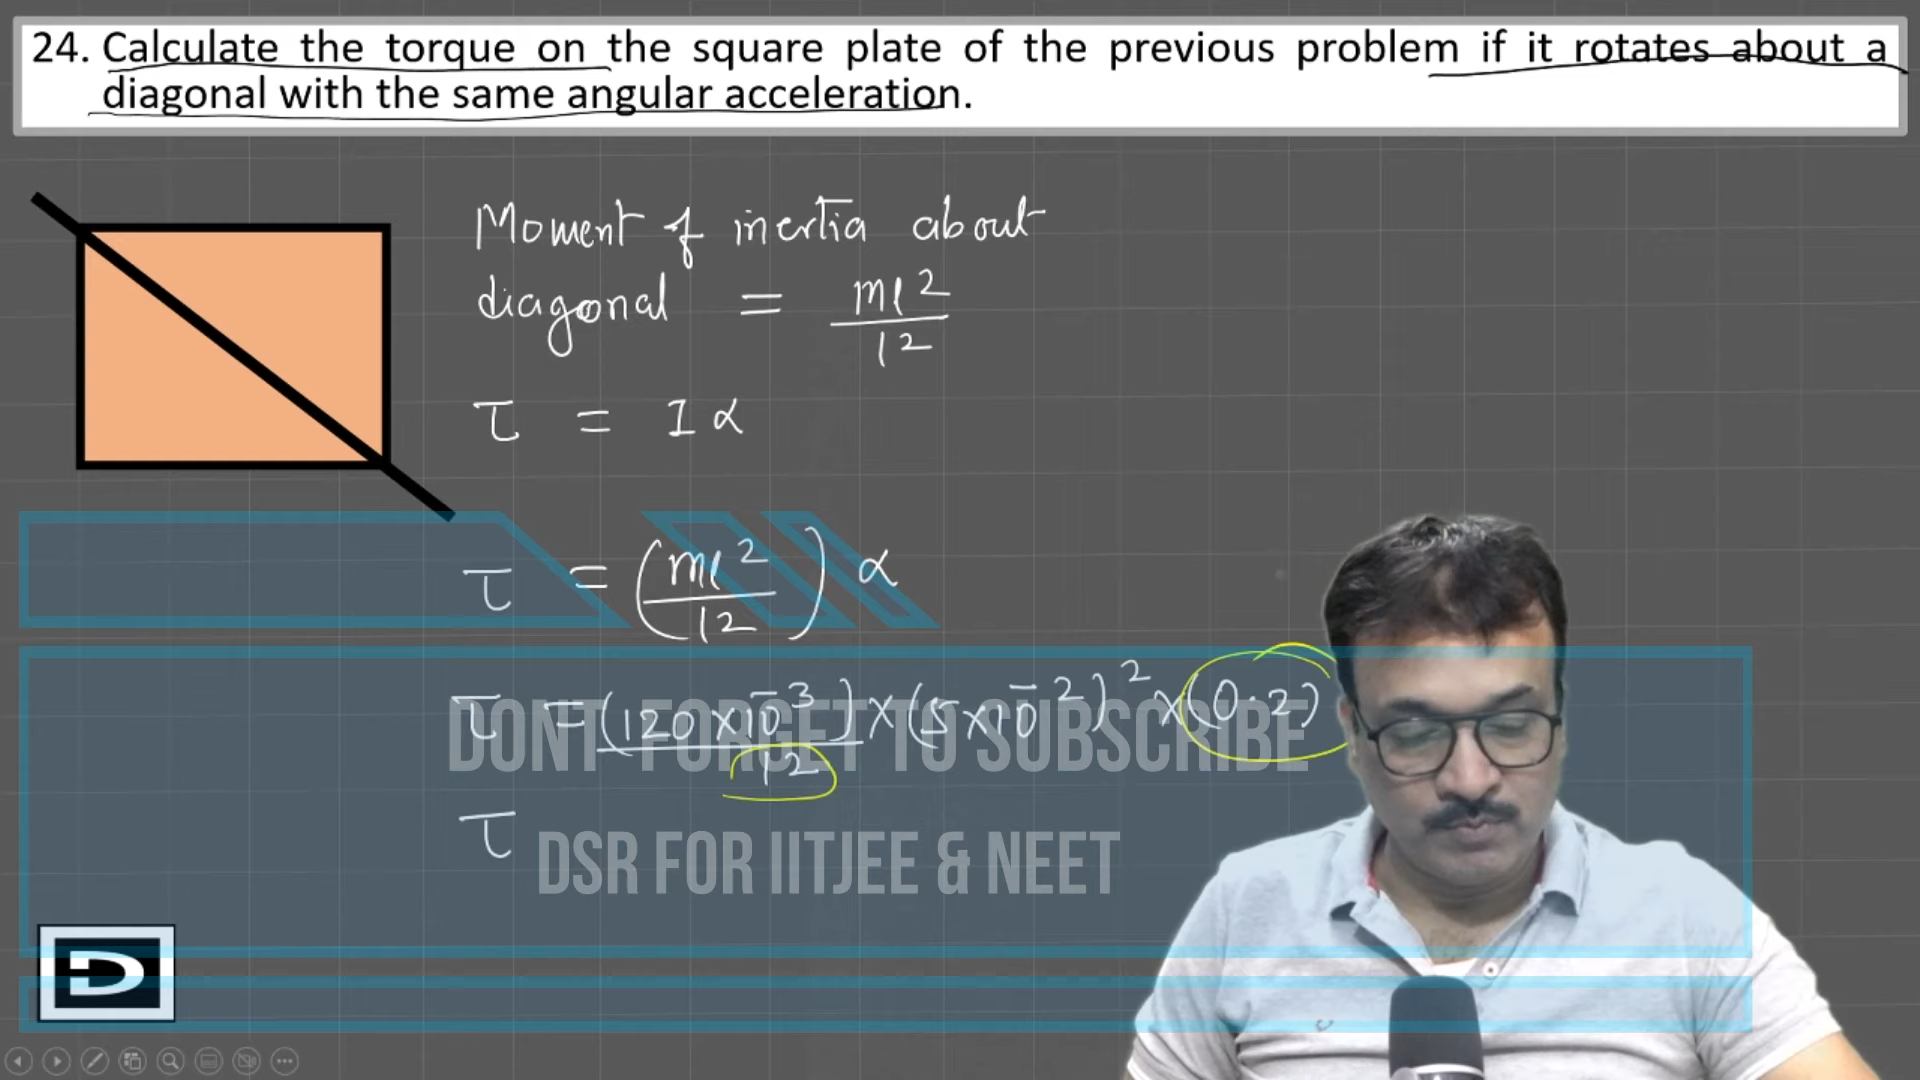 24. Calculate the torque on the square plate of the previous problem if it rotates about a
diagonal with the same angular acceleration.
Moment of inertia about
diagonal = ml²/12
τ = Iα
τ = (ml²/12) α
τ = (120×10⁻³)/12 × (5×10⁻²)² × (0.2)
DONT FORGET TO SUBSCRIBE
τ
DSR FOR IITJEE & NEET
D